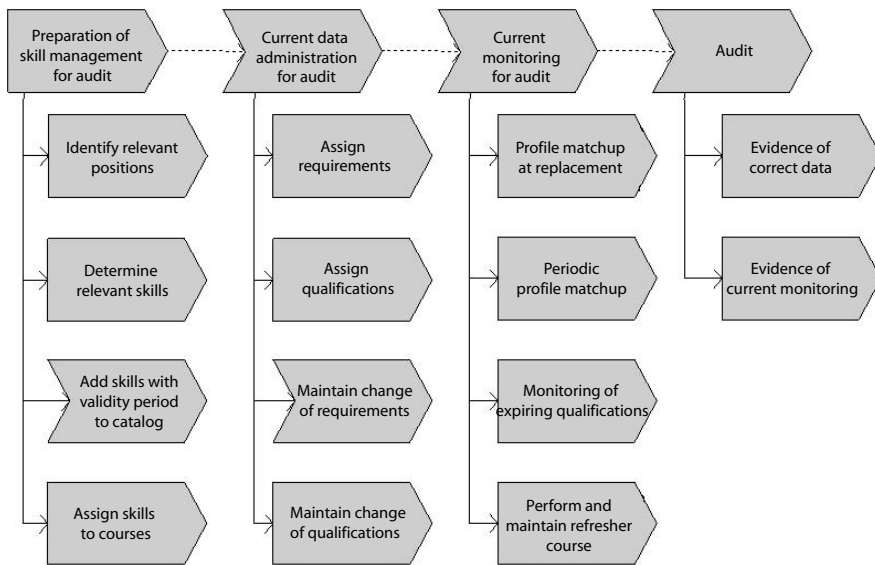 Preparation of
skill management
for audit
Current data
administration
for audit
Current
monitoring
for audit
Audit
Identify relevant
positions
Assign
requirements
Profile matchup
at replacement
Evidence of
correct data
Determine
relevant skills
Assign
qualifications
Periodic
profile matchup
Evidence of
current monitoring
Add skills with
validity period
to catalog
Maintain change
of requirements
Monitoring of
expiring qualifications
Assign skills
to courses
Maintain change
of qualifications
Perform and
maintain refresher
course